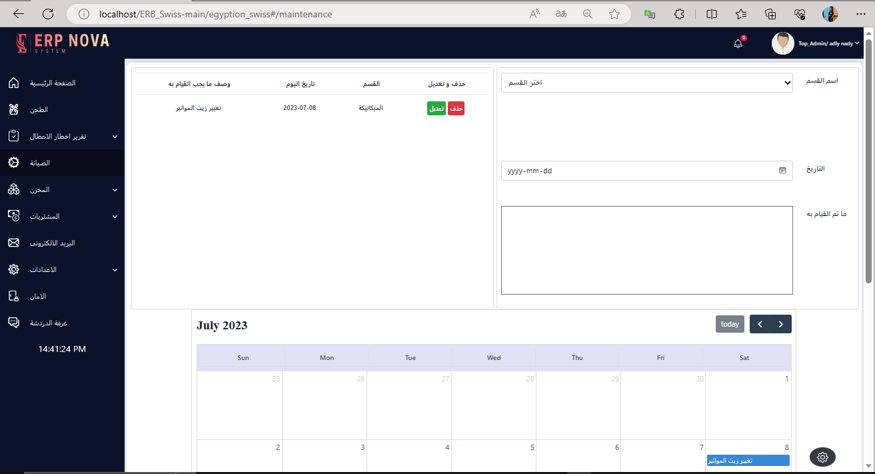 localhost/ERB_Swiss-main/egyption_swiss#/maintenance
ERP NOVA
SYSTEM
Top_Admin/ adly nady
الصفحة الرئيسية
الطحن
تقرير اخطار الاعطال
الصيانة
المخزن
المشتريات
البريد الالكترونى
الاعدادات
الامان
غرفة الدردشة
14:41:24 PM
اسم القسم
اختر القسم
التاريخ
yyyy-mm-dd
ما تم القيام به
حذف و تعديل القسم تاريخ اليوم وصف ما يجب القيام به
حذف تعديل الميكانيكة 2023-07-08 تغيير زيت المواتير
July 2023
today
Sun Mon Tue Wed Thu Fri Sat
25 26 27 28 29 30 1
2 3 4 5 6 7 8
تغيير زيت المواتير